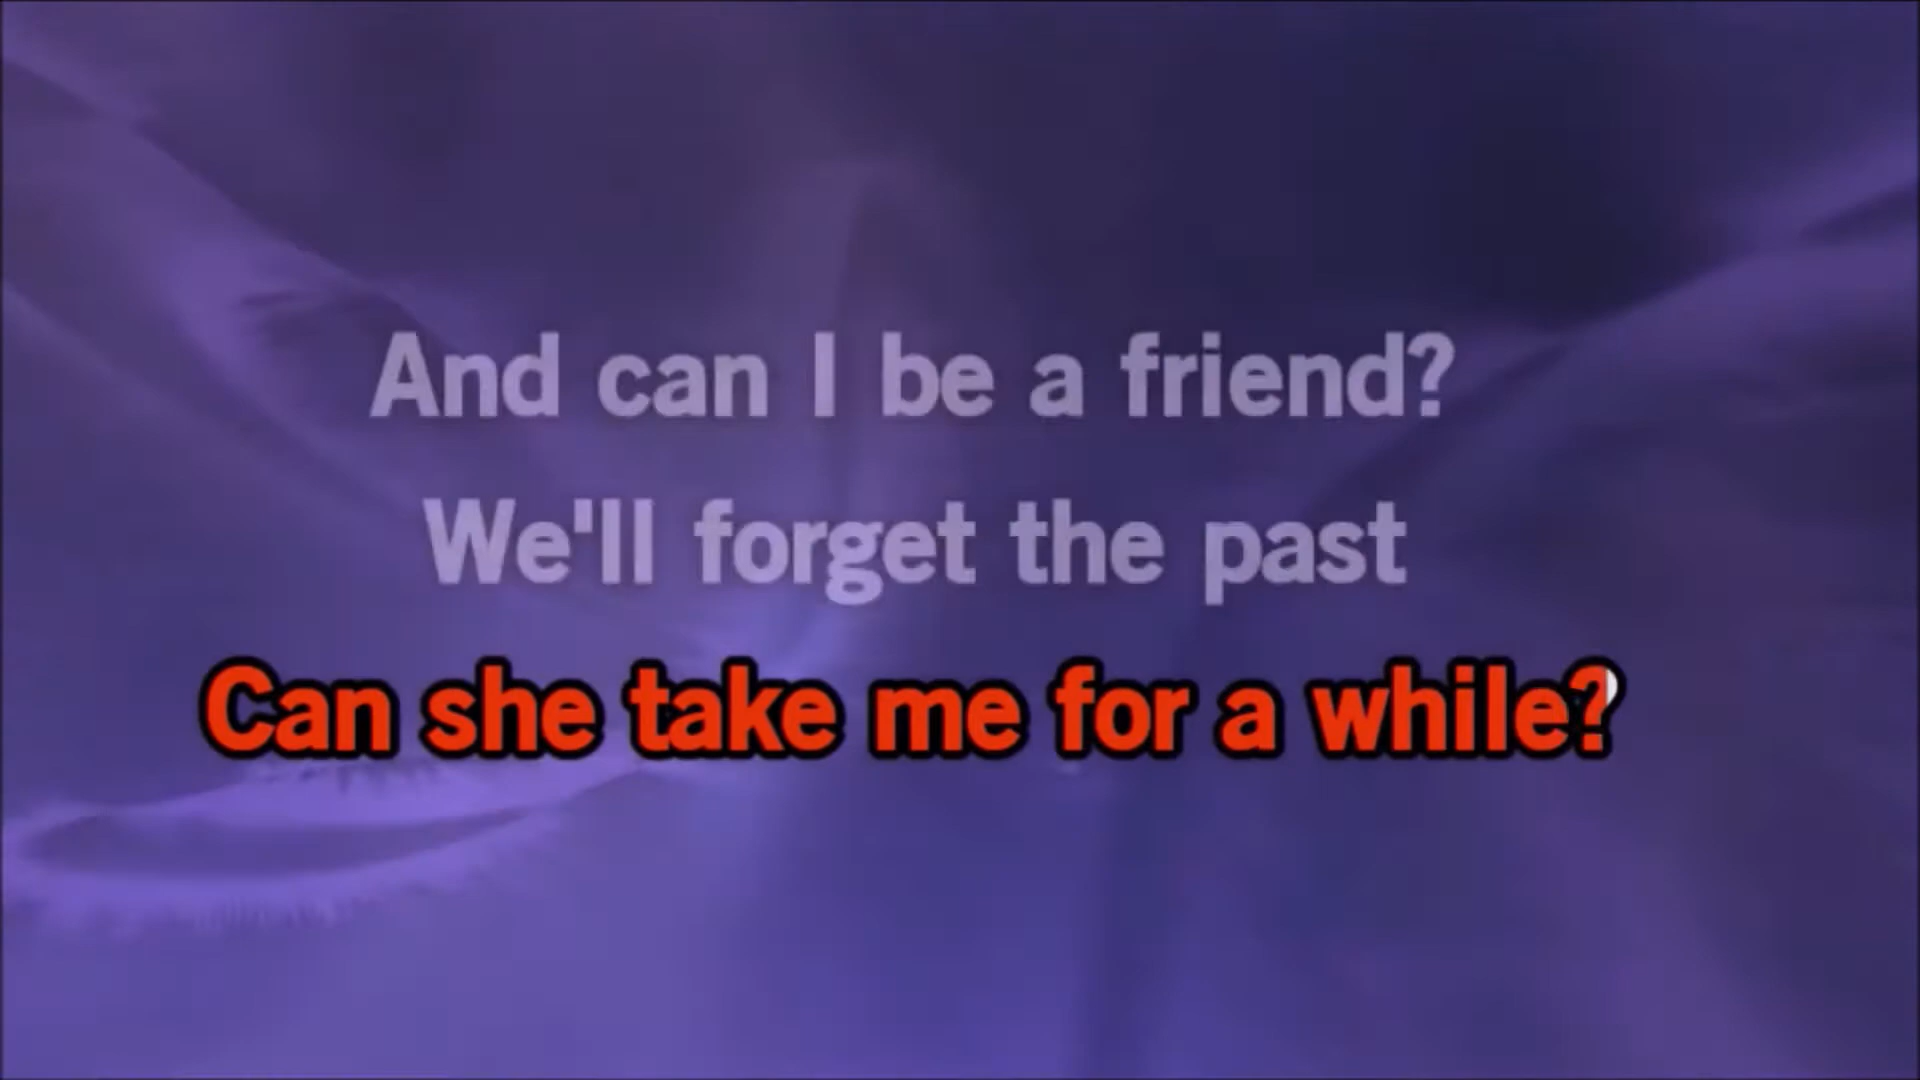 And can I be a friend?
We'll forget the past
Can she take me for a while?